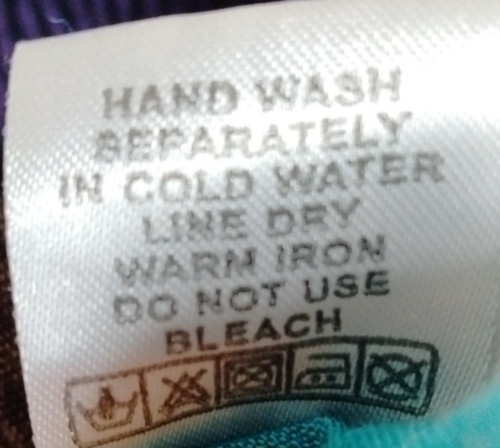 HAND WASH
SEPARATELY
IN COLD WATER
LINE DRY
WARM IRON
DO NOT USE
BLEACH